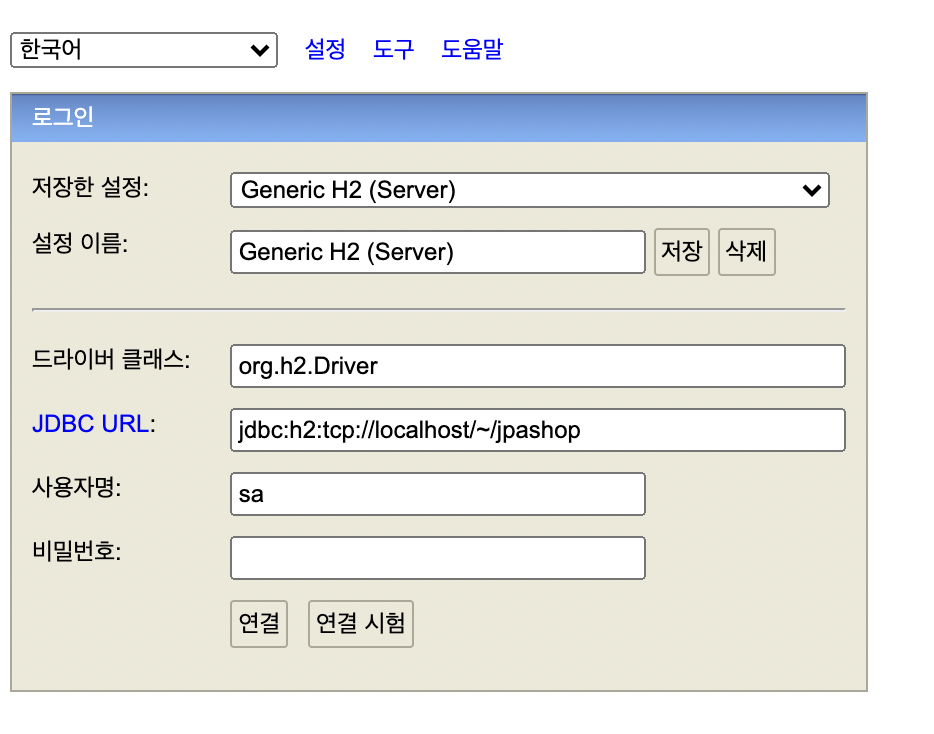 한국어 설정 도구 도움말
로그인
저장한 설정: Generic H2 (Server)
설정 이름: Generic H2 (Server) 저장 삭제
드라이버 클래스: org.h2.Driver
JDBC URL: jdbc:h2:tcp://localhost/~/jpashop
사용자명: sa
비밀번호:
연결 연결 시험